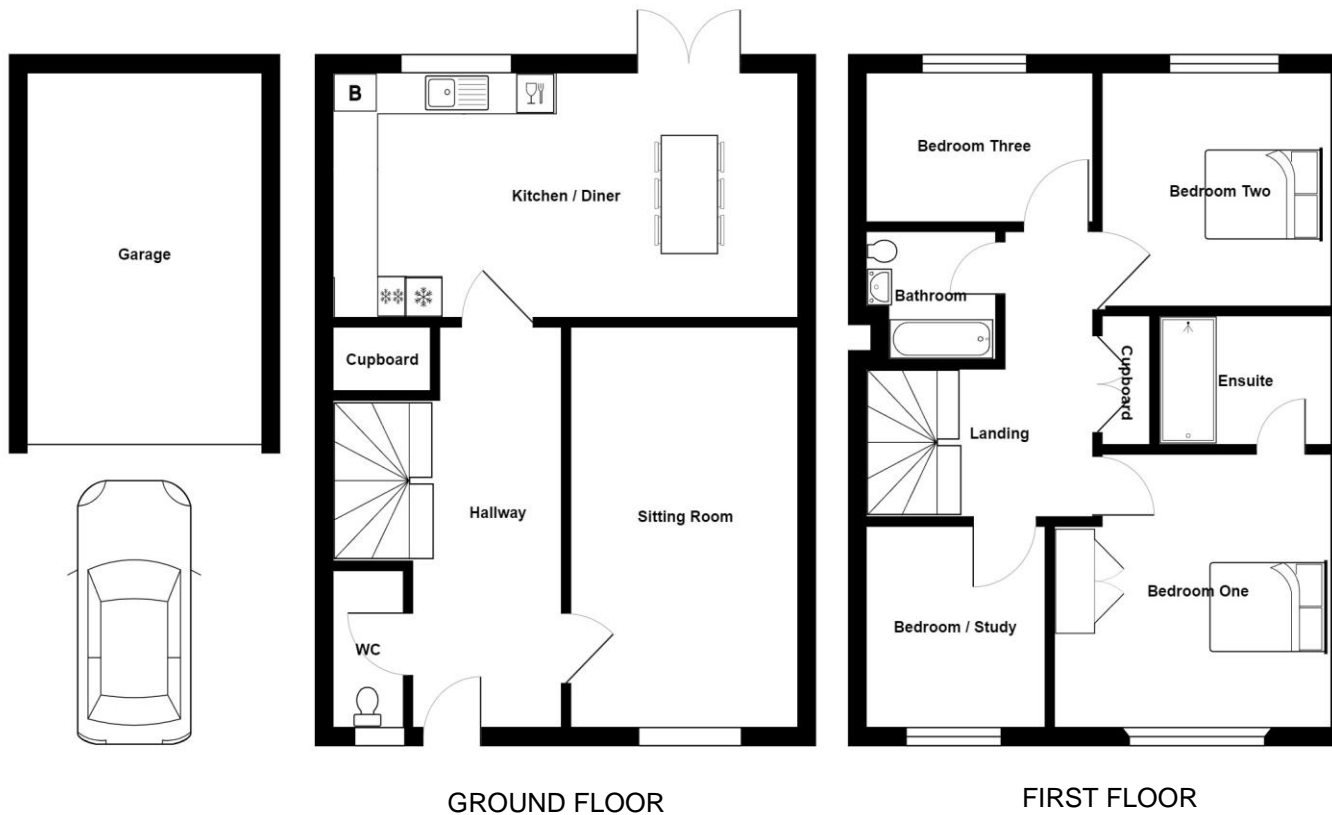 Garage
B
Kitchen / Diner
Cupboard
Hallway
Sitting Room
WC
GROUND FLOOR
Bedroom Three
Bedroom Two
Bathroom
Cupboard
Ensuite
Landing
Bedroom One
Bedroom / Study
FIRST FLOOR